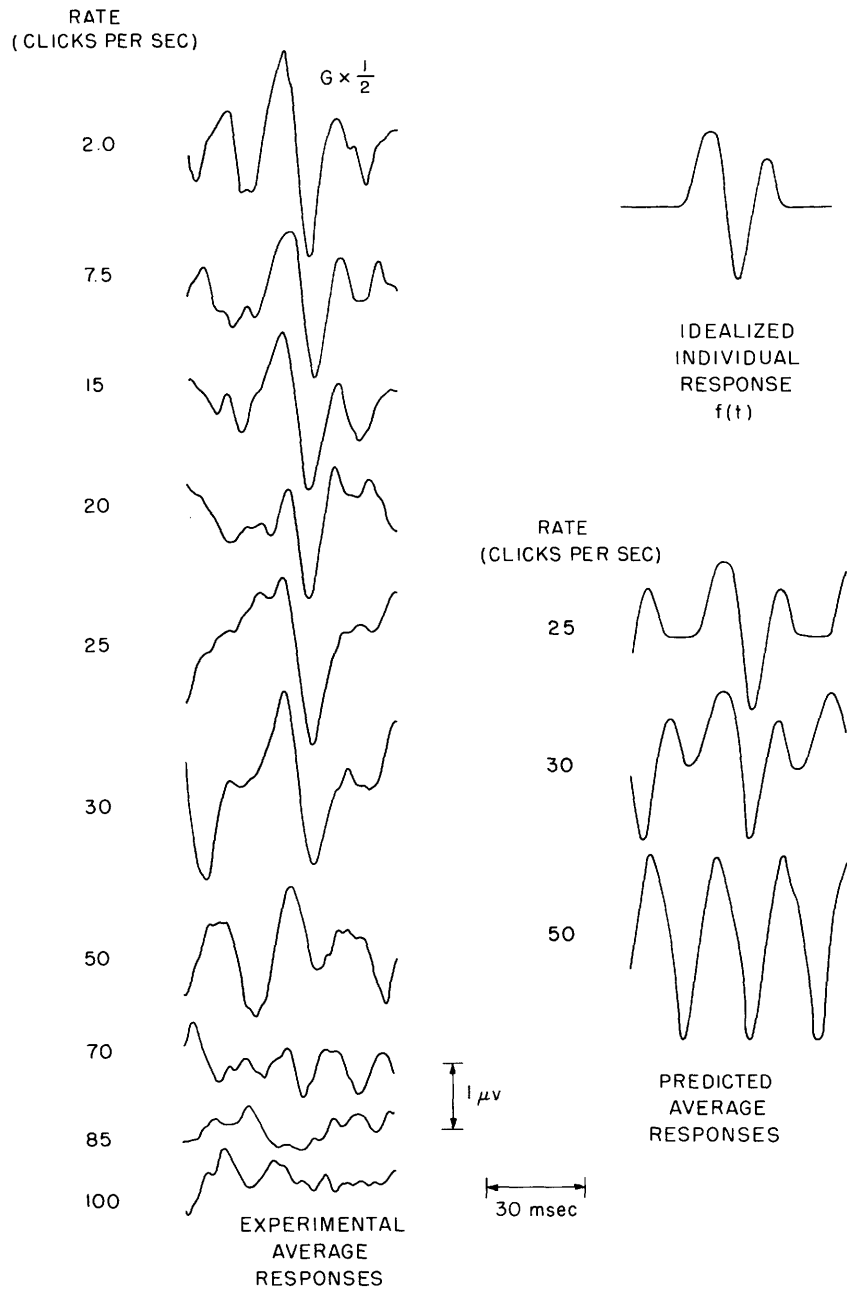 RATE
(CLICKS PER SEC)
G × 1/2
2.0
7.5
15
20
25
30
50
70
85
100
EXPERIMENTAL
AVERAGE
RESPONSES
IDEALIZED
INDIVIDUAL
RESPONSE
f(t)
RATE
(CLICKS PER SEC)
25
30
50
PREDICTED
AVERAGE
RESPONSES
1 μv
30 msec